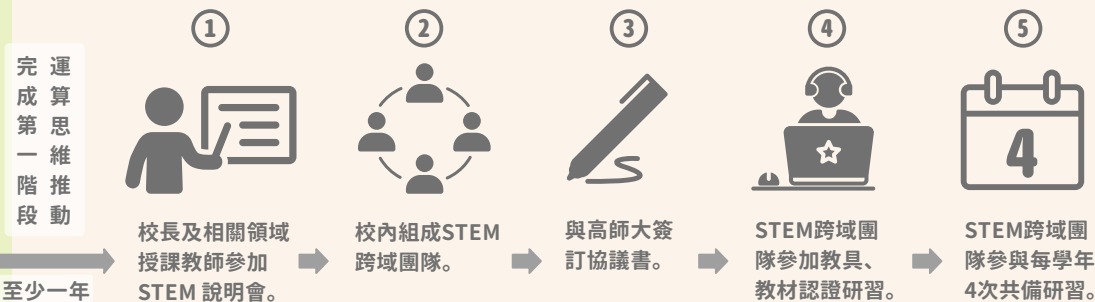 ①
②
③
④
⑤
運算思維推動
完成第一階段
4
校長及相關領域
授課教師參加
STEM 說明會。
校內組成STEM
跨域團隊。
與高師大簽
訂協議書。
STEM跨域團
隊參加教具、
教材認證研習。
STEM跨域團
隊參與每學年
4次共備研習。
至少一年